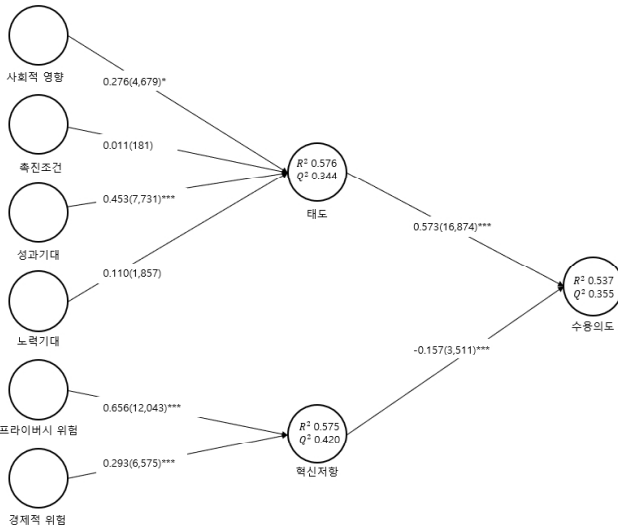 사회적 영향
0.276(4,679)*
촉진조건
0.011(181)
성과기대
0.453(7,731)***
노력기대
0.110(1,857)
프라이버시 위험
0.656(12,043)***
경제적 위험
0.293(6,575)***
R² 0.576
Q² 0.344
태도
0.573(16,874)***
R² 0.575
Q² 0.420
혁신저항
-0.157(3,511)***
R² 0.537
Q² 0.355
수용의도